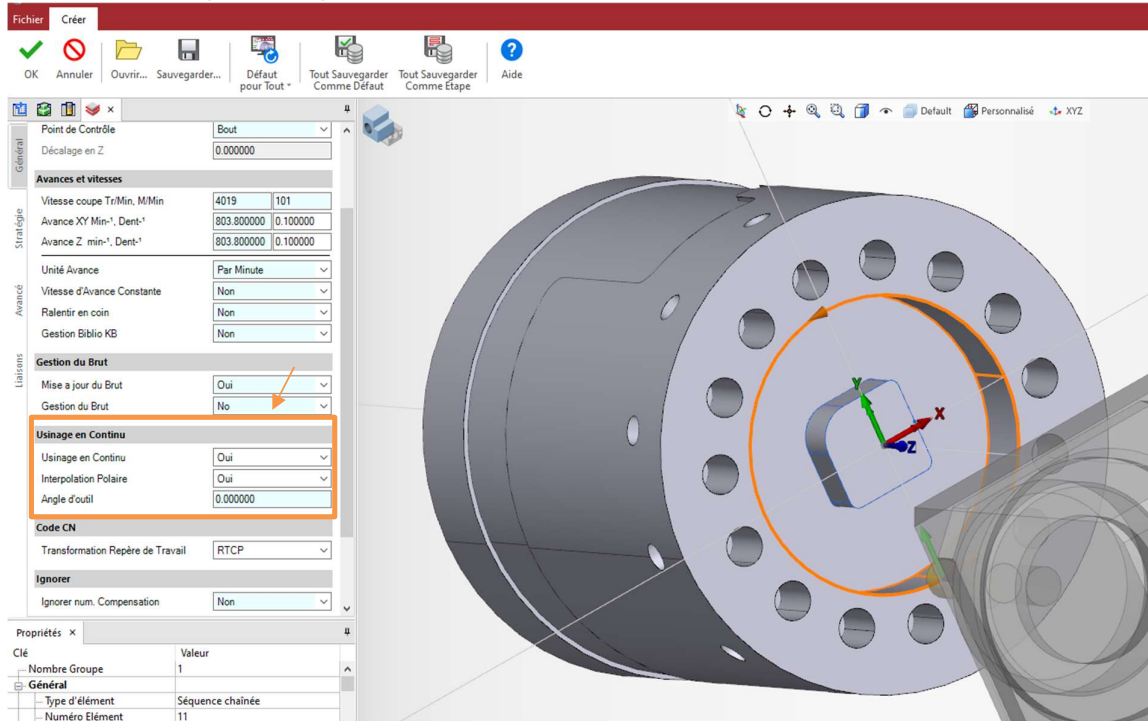 Fichier Créer
OK Annuler Ouvrir... Sauvegarder... Défaut pour Tout Tout Sauvegarder Comme Défaut Tout Sauvegarder Comme Etape Aide
Default Personnalisé XYZ
Général
Stratégie
Avancé
Liaisons
Point de Contrôle Bout
Décalage en Z 0.000000
Avances et vitesses
Vitesse coupe Tr/Min, M/Min 4019 101
Avance XY Min-¹, Dent-¹ 803.800000 0.100000
Avance Z min-¹, Dent-¹ 803.800000 0.100000
Unité Avance Par Minute
Vitesse d'Avance Constante Non
Ralentir en coin Non
Gestion Biblio KB Non
Gestion du Brut
Mise a jour du Brut Oui
Gestion du Brut No
Usinage en Continu
Usinage en Continu Oui
Interpolation Polaire Oui
Angle d'outil 0.000000
Code CN
Transformation Repère de Travail RTCP
Ignorer
Ignorer num. Compensation Non
Propriétés ×
Clé Valeur
Nombre Groupe 1
Général
Type d'élément Séquence chaînée
Numéro Elément 11
Y
X
Z